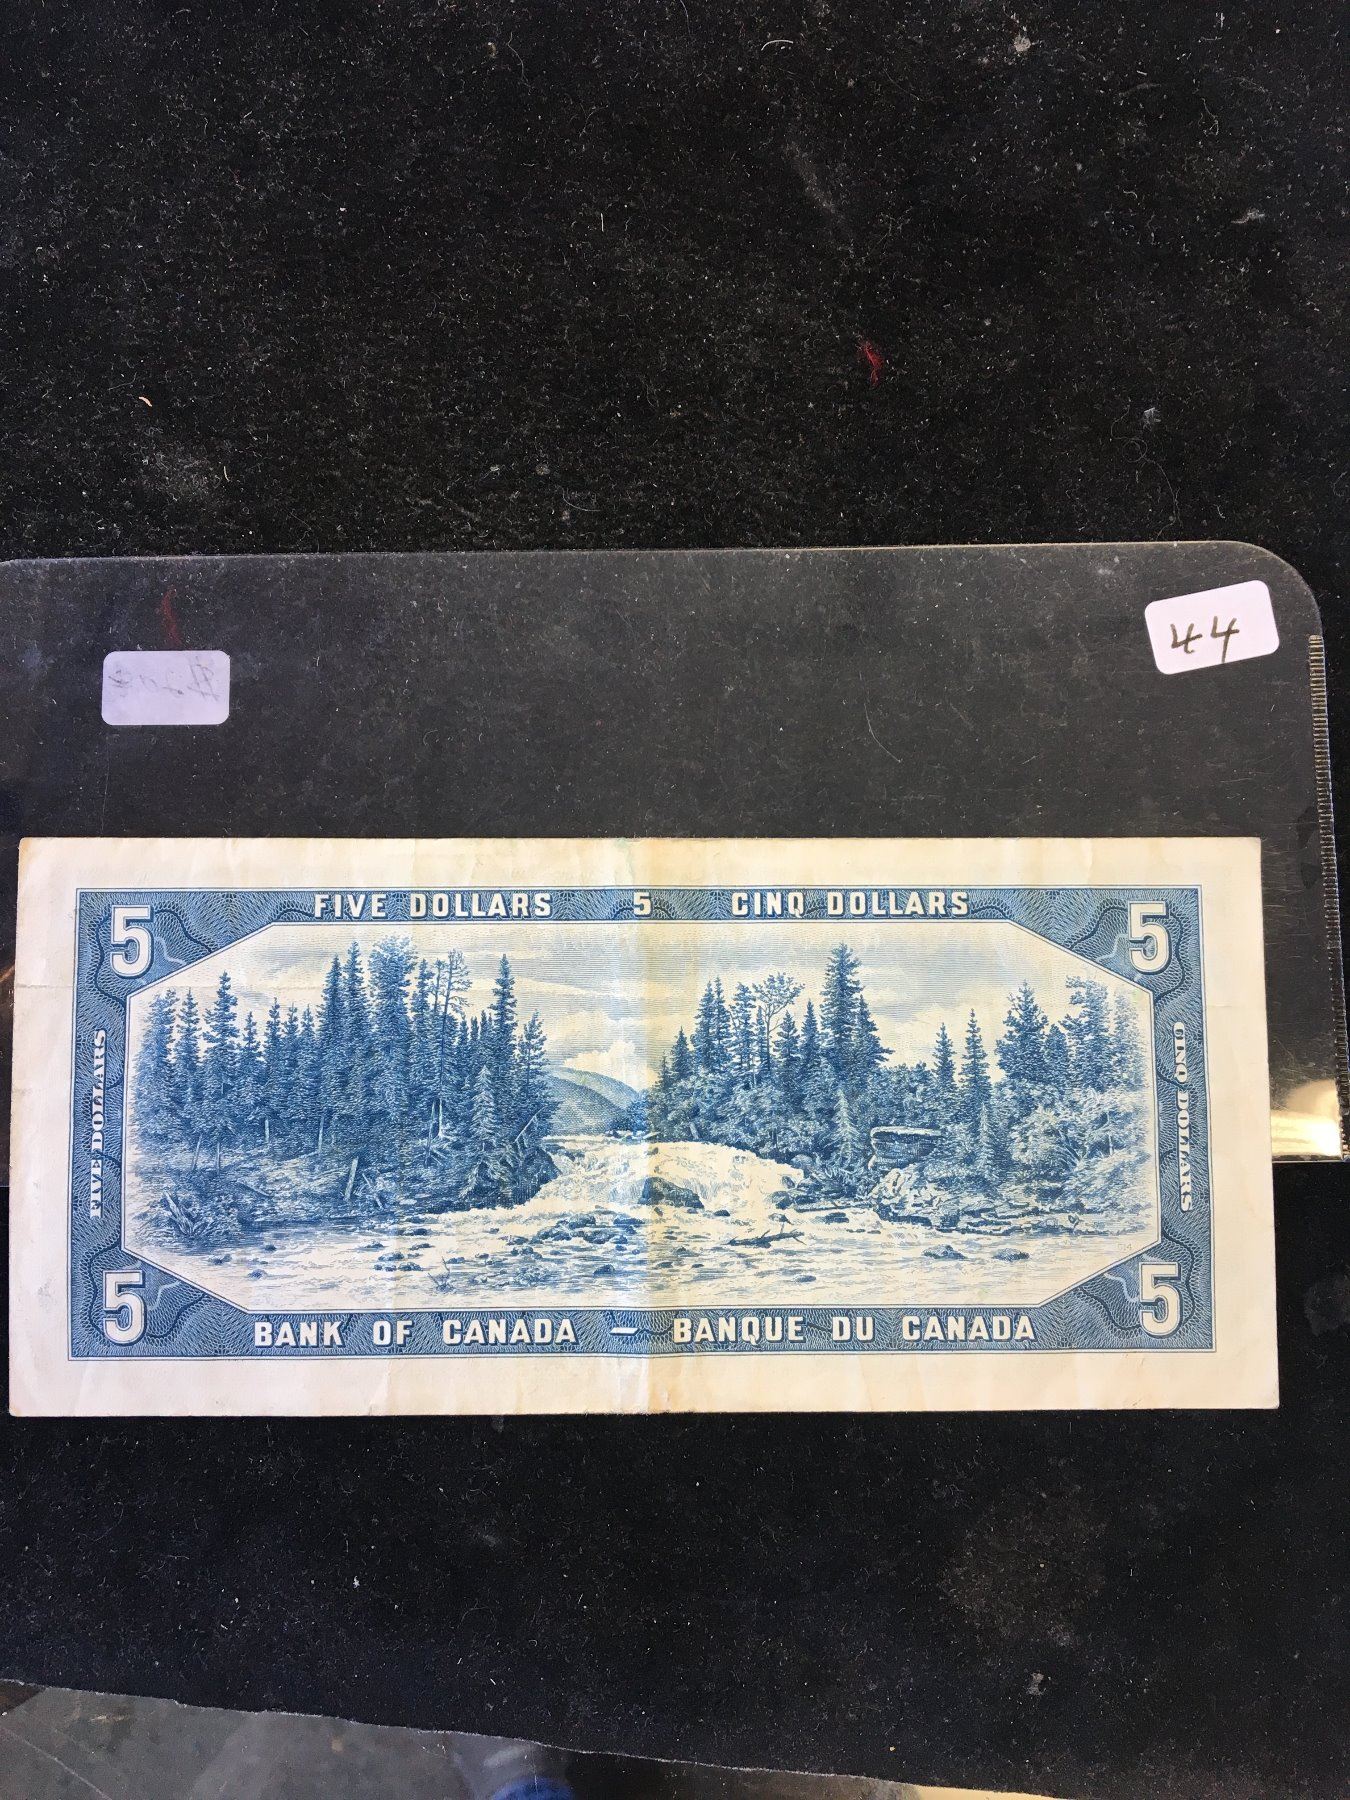 44
5 FIVE DOLLARS 5 CINQ DOLLARS 5
FIVE DOLLARS
CINQ DOLLARS
5 BANK OF CANADA – BANQUE DU CANADA 5